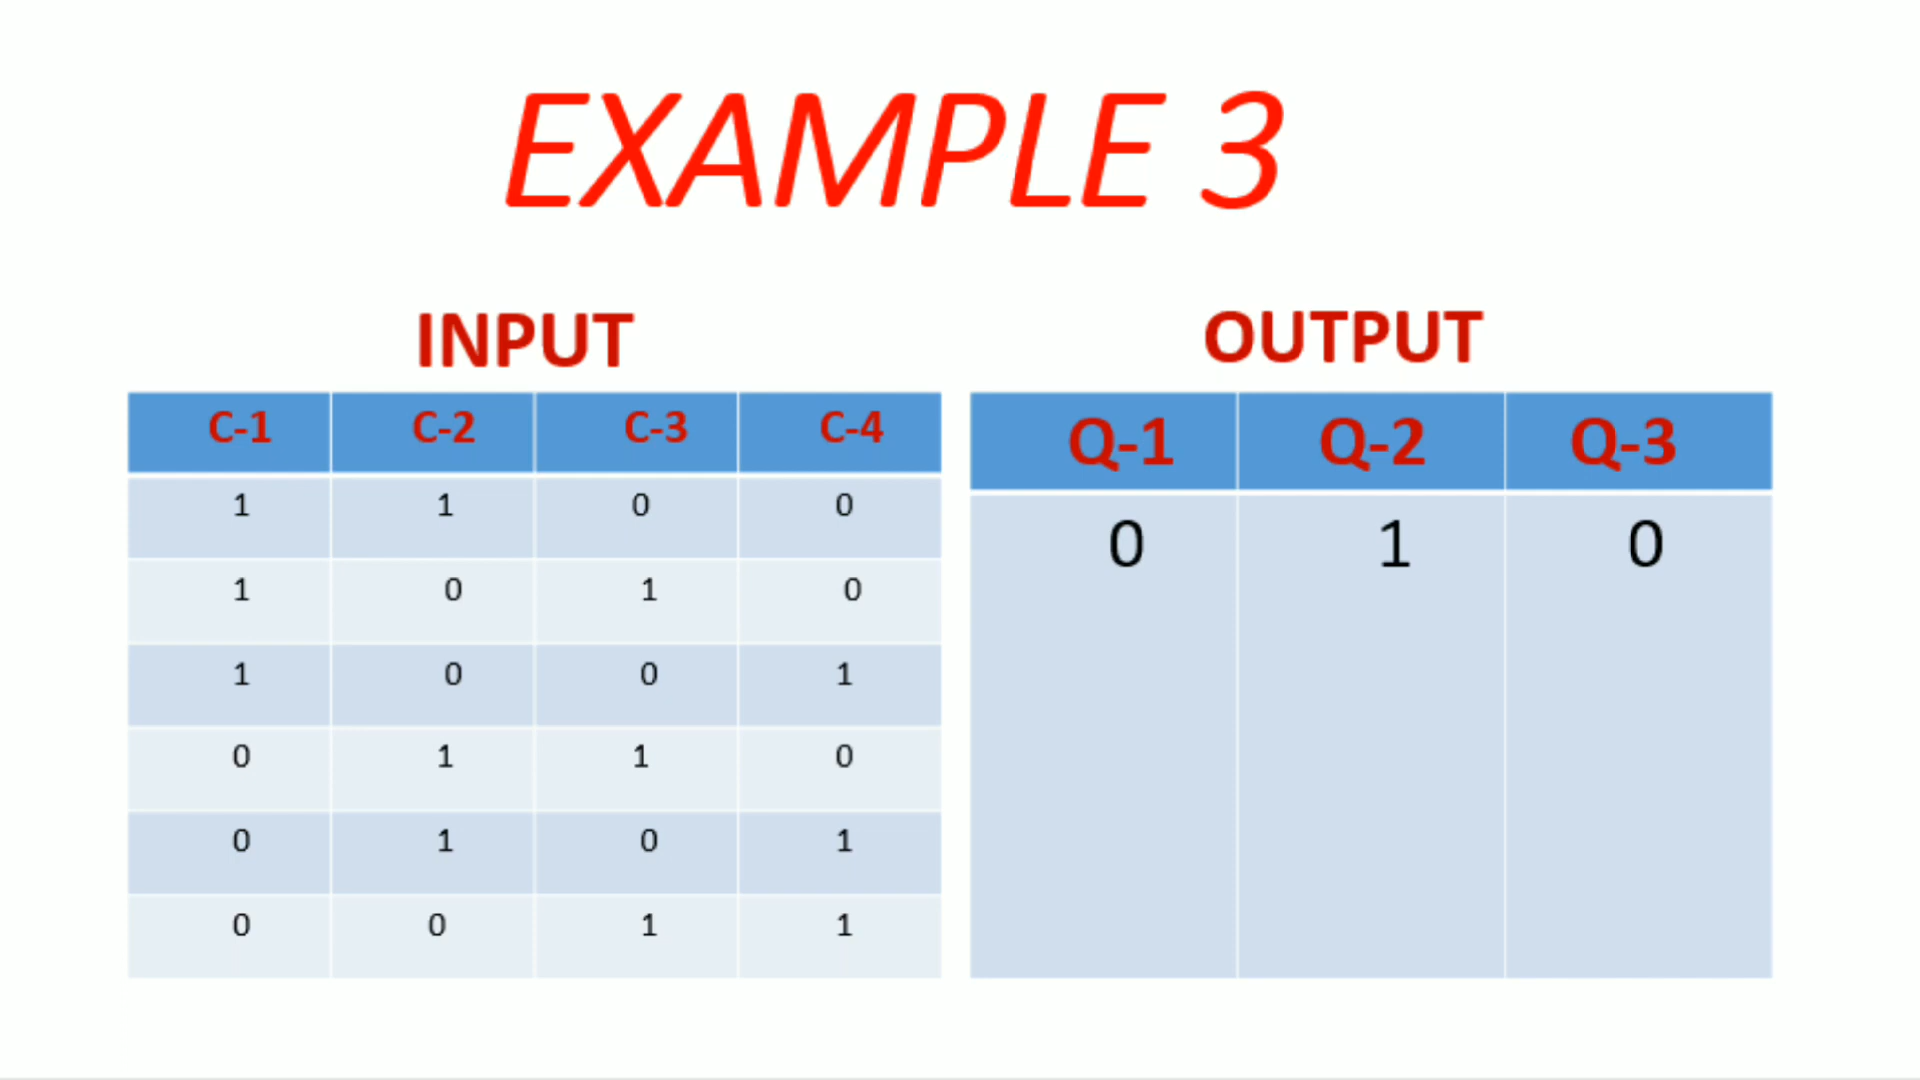 EXAMPLE 3
INPUT
C-1 C-2 C-3 C-4
1 1 0 0
1 0 1 0
1 0 0 1
0 1 1 0
0 1 0 1
0 0 1 1
OUTPUT
Q-1 Q-2 Q-3
0 1 0